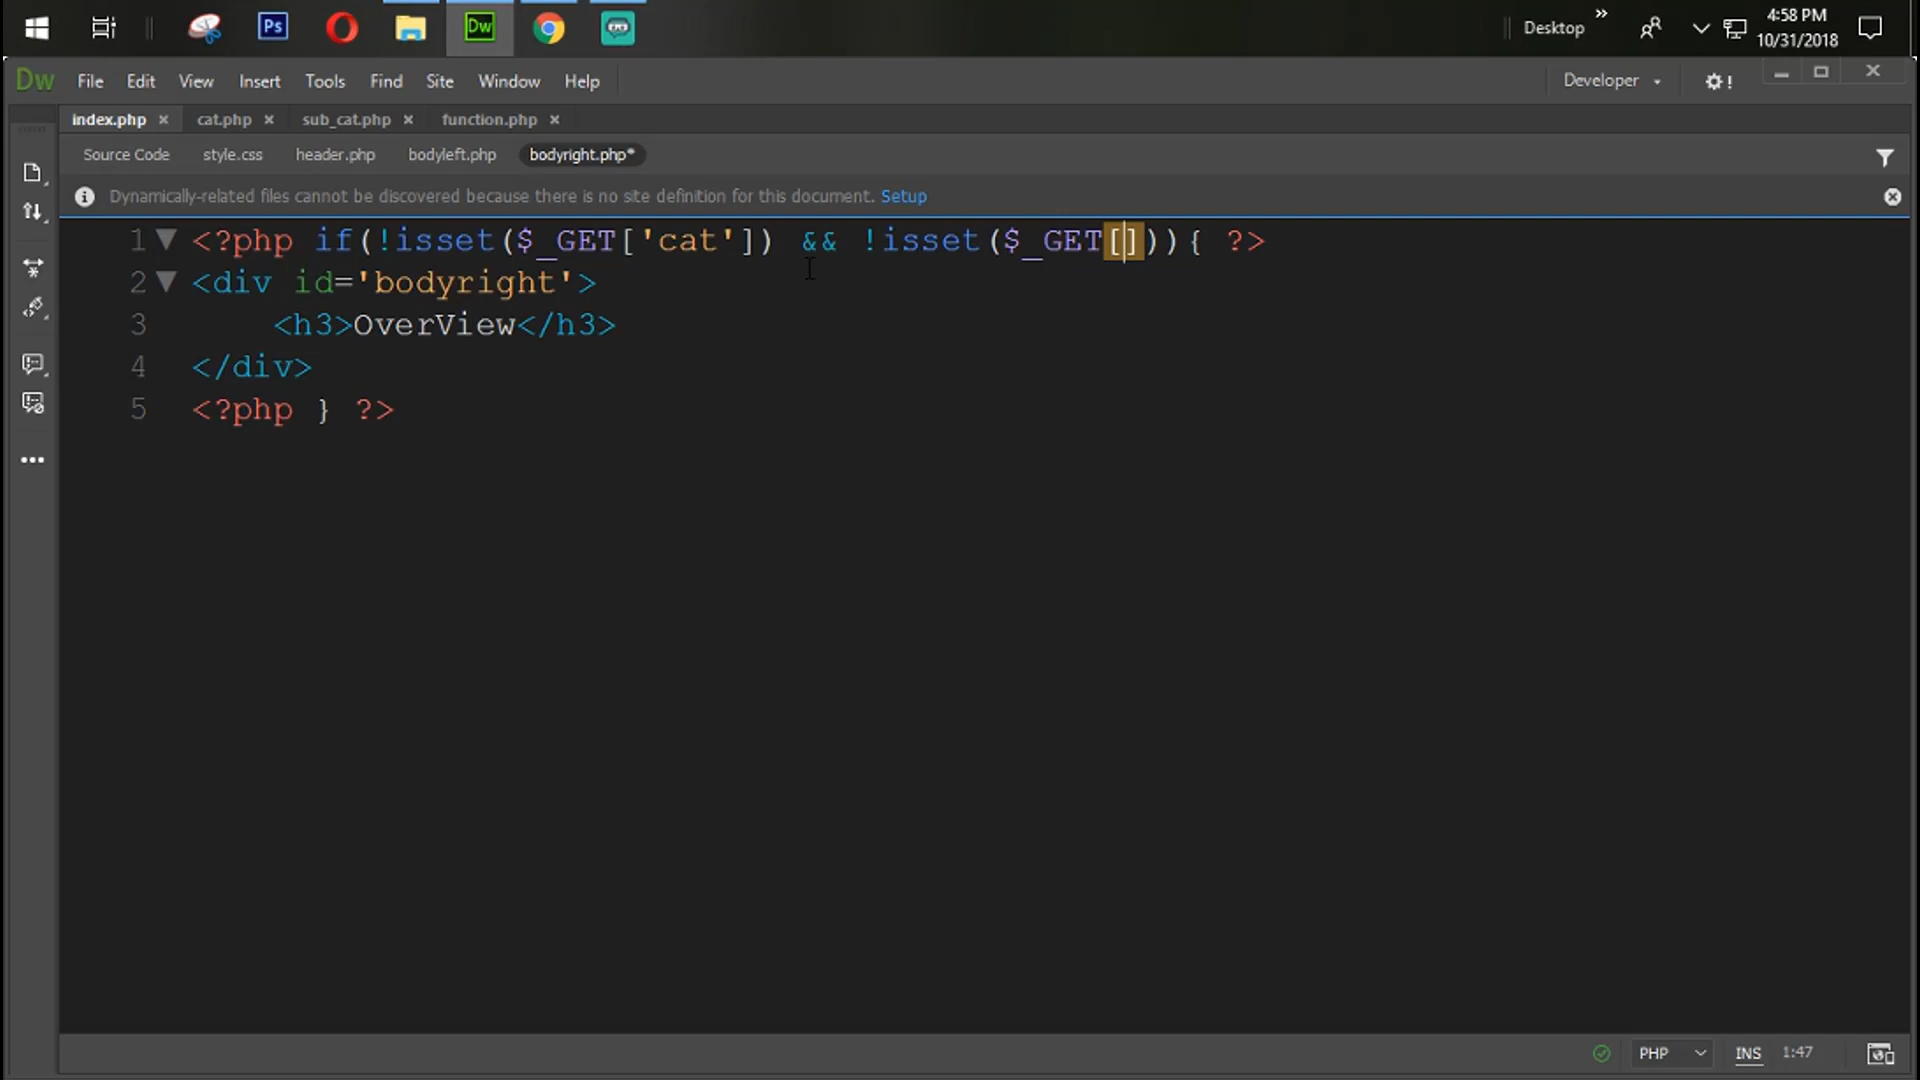 Ps
Dw
Desktop »
4:58 PM
10/31/2018
Dw File Edit View Insert Tools Find Site Window Help
Developer
!
index.php × cat.php × sub_cat.php × function.php ×
Source Code style.css header.php bodyleft.php bodyright.php*
Dynamically-related files cannot be discovered because there is no site definition for this document. Setup
1 <?php if(!isset($_GET['cat']) && !isset($_GET[])){ ?>
2 <div id='bodyright'>
3 <h3>OverView</h3>
4 </div>
5 <?php } ?>
PHP INS 1:47